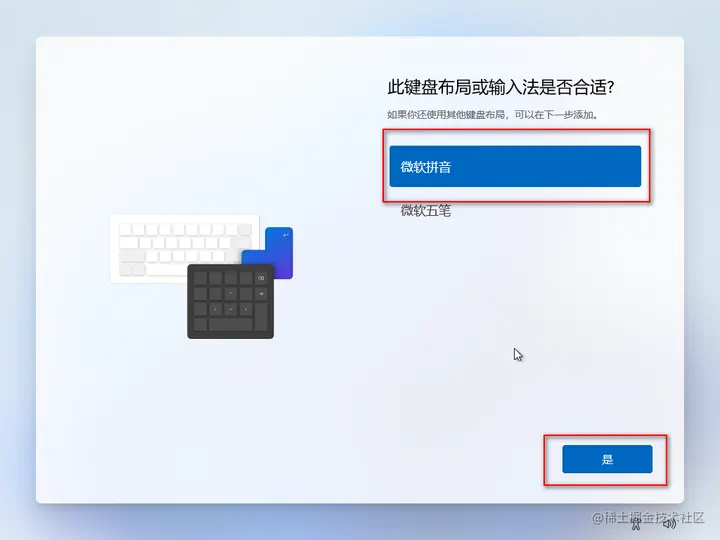 此键盘布局或输入法是否合适?
如果你还使用其他键盘布局，可以在下一步添加。
微软拼音
微软五笔
是
@稀土掘金技术社区